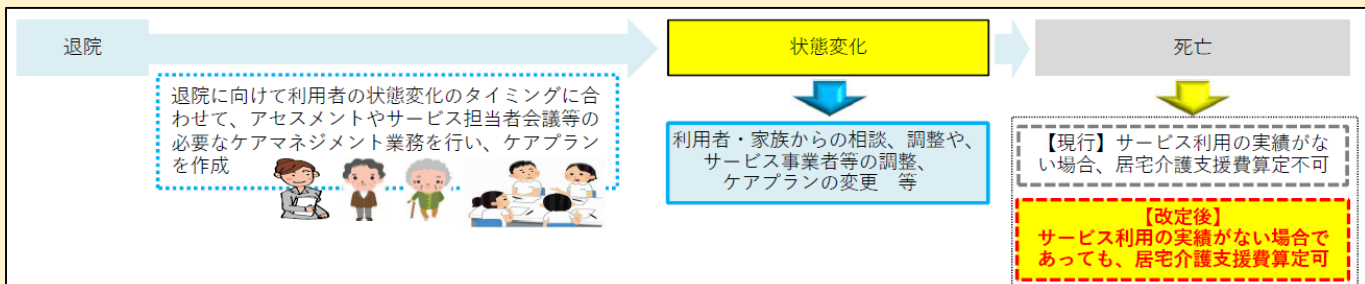 退院
状態変化
死亡
退院に向けて利用者の状態変化のタイミングに合
わせて、アセスメントやサービス担当者会議等の
必要なケアマネジメント業務を行い、ケアプラン
を作成
利用者・家族からの相談、調整や、
サービス事業者等の調整、
ケアプランの変更　等
【現行】サービス利用の実績がな
い場合、居宅介護支援費算定不可
【改定後】
サービス利用の実績がない場合で
あっても、居宅介護支援費算定可